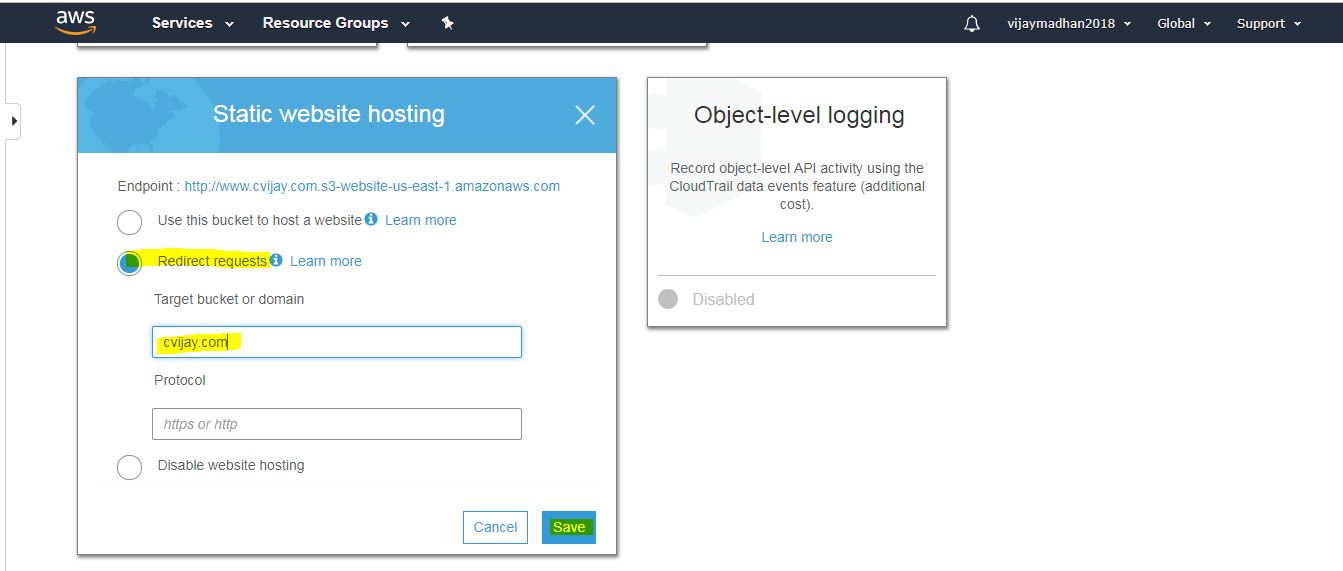 aws Services Resource Groups vijaymadhan2018 Global Support
Static website hosting
Endpoint : http://www.cvijay.com.s3-website-us-east-1.amazonaws.com
Use this bucket to host a website Learn more
Redirect requests Learn more
Target bucket or domain
cvijay.com
Protocol
https or http
Disable website hosting
Cancel Save
Object-level logging
Record object-level API activity using the
CloudTrail data events feature (additional
cost).
Learn more
Disabled